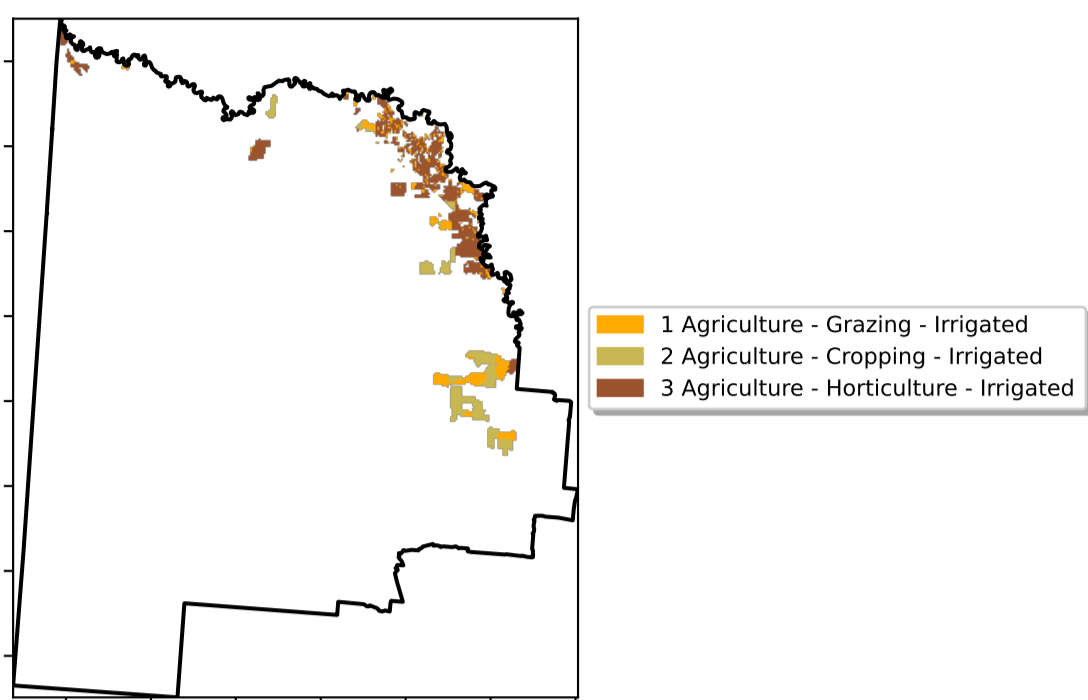 1 Agriculture - Grazing - Irrigated
2 Agriculture - Cropping - Irrigated
3 Agriculture - Horticulture - Irrigated